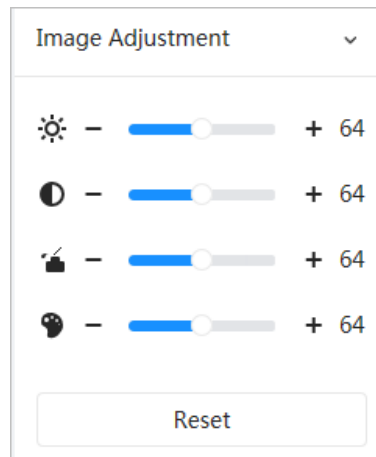 Image Adjustment
− + 64
− + 64
− + 64
− + 64
Reset